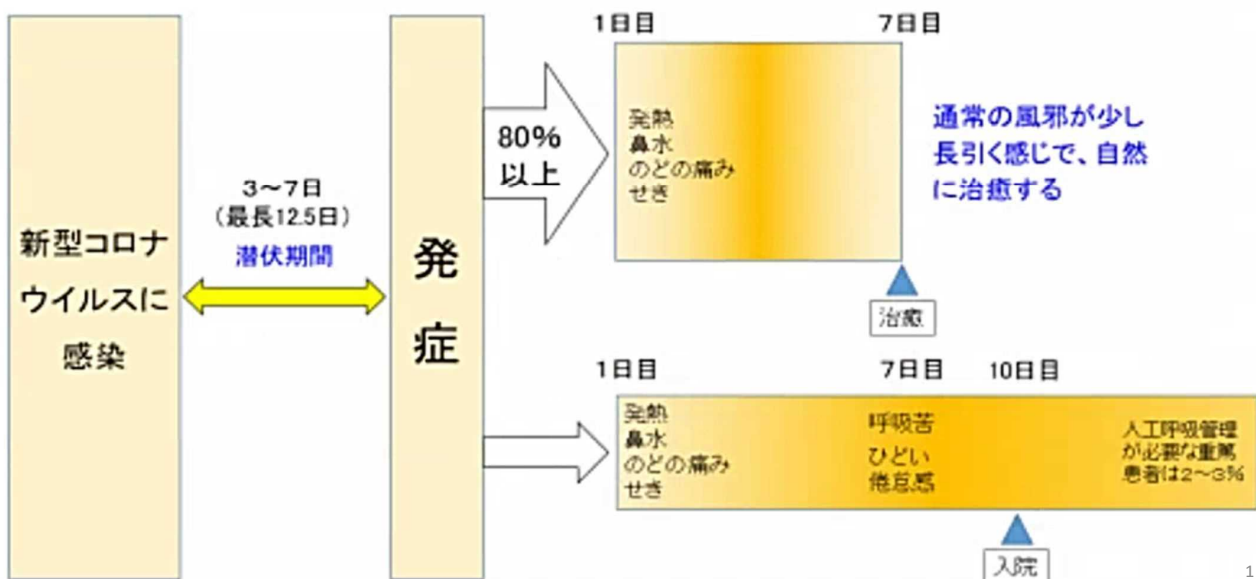 新型コロナ
ウイルスに
感染
3～7日
（最長12.5日）
潜伏期間
発
症
80%
以上
1日目
7日目
発熱
鼻水
のどの痛み
せき
通常の風邪が少し
長引く感じで、自然
に治癒する
治癒
1日目
7日目
10日目
発熱
鼻水
のどの痛み
せき
呼吸苦
ひどい
倦怠感
人工呼吸管理
が必要な重篤
患者は2～3%
入院
1